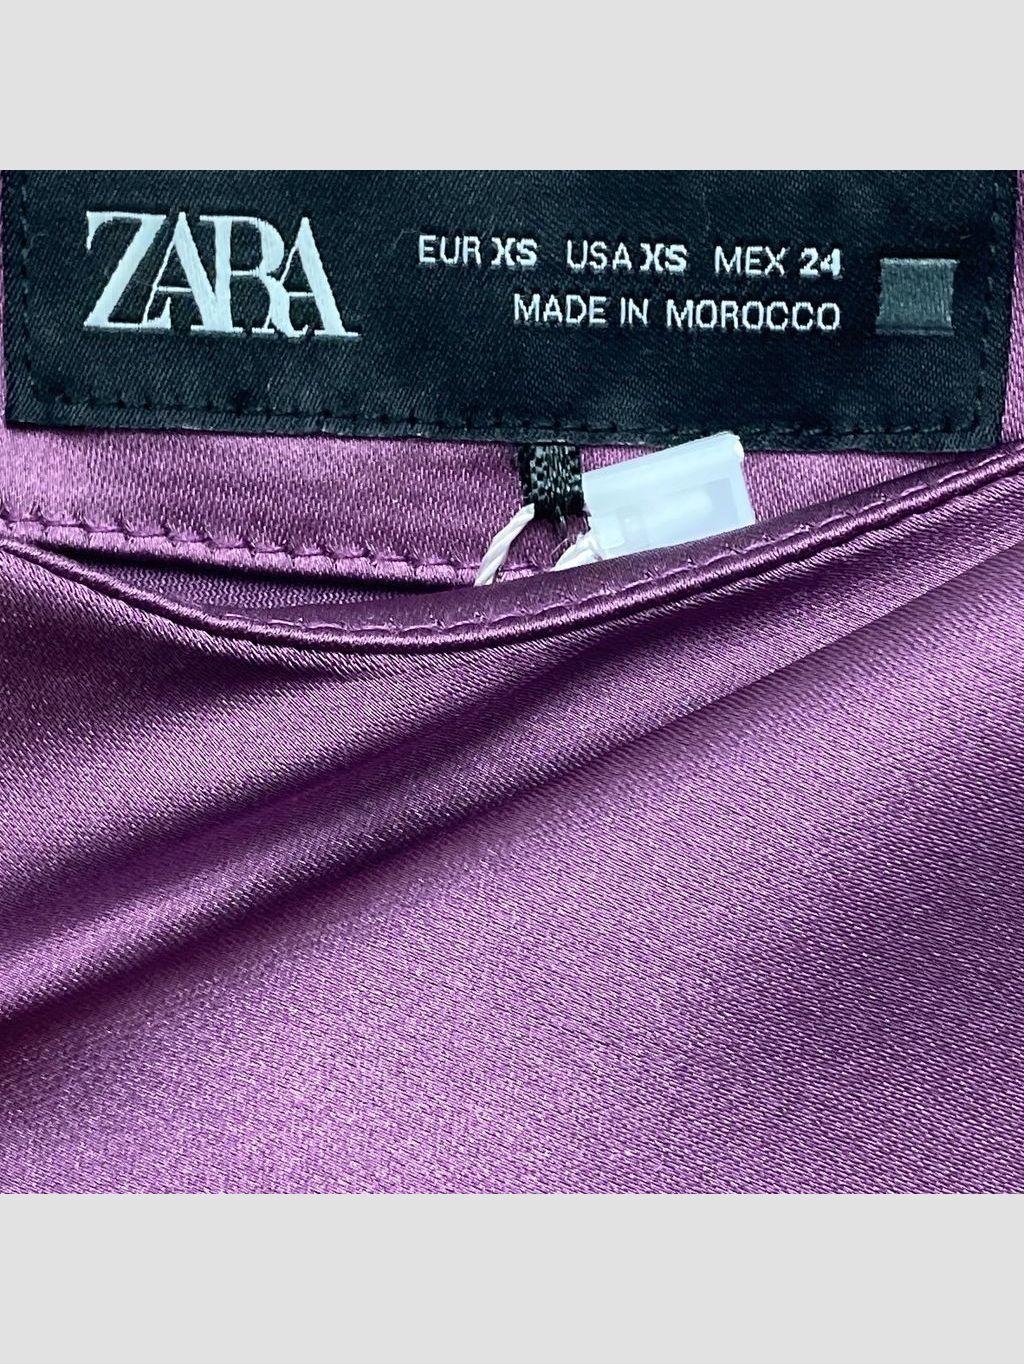 ZARA
EUR XS USA XS MEX 24
MADE IN MOROCCO